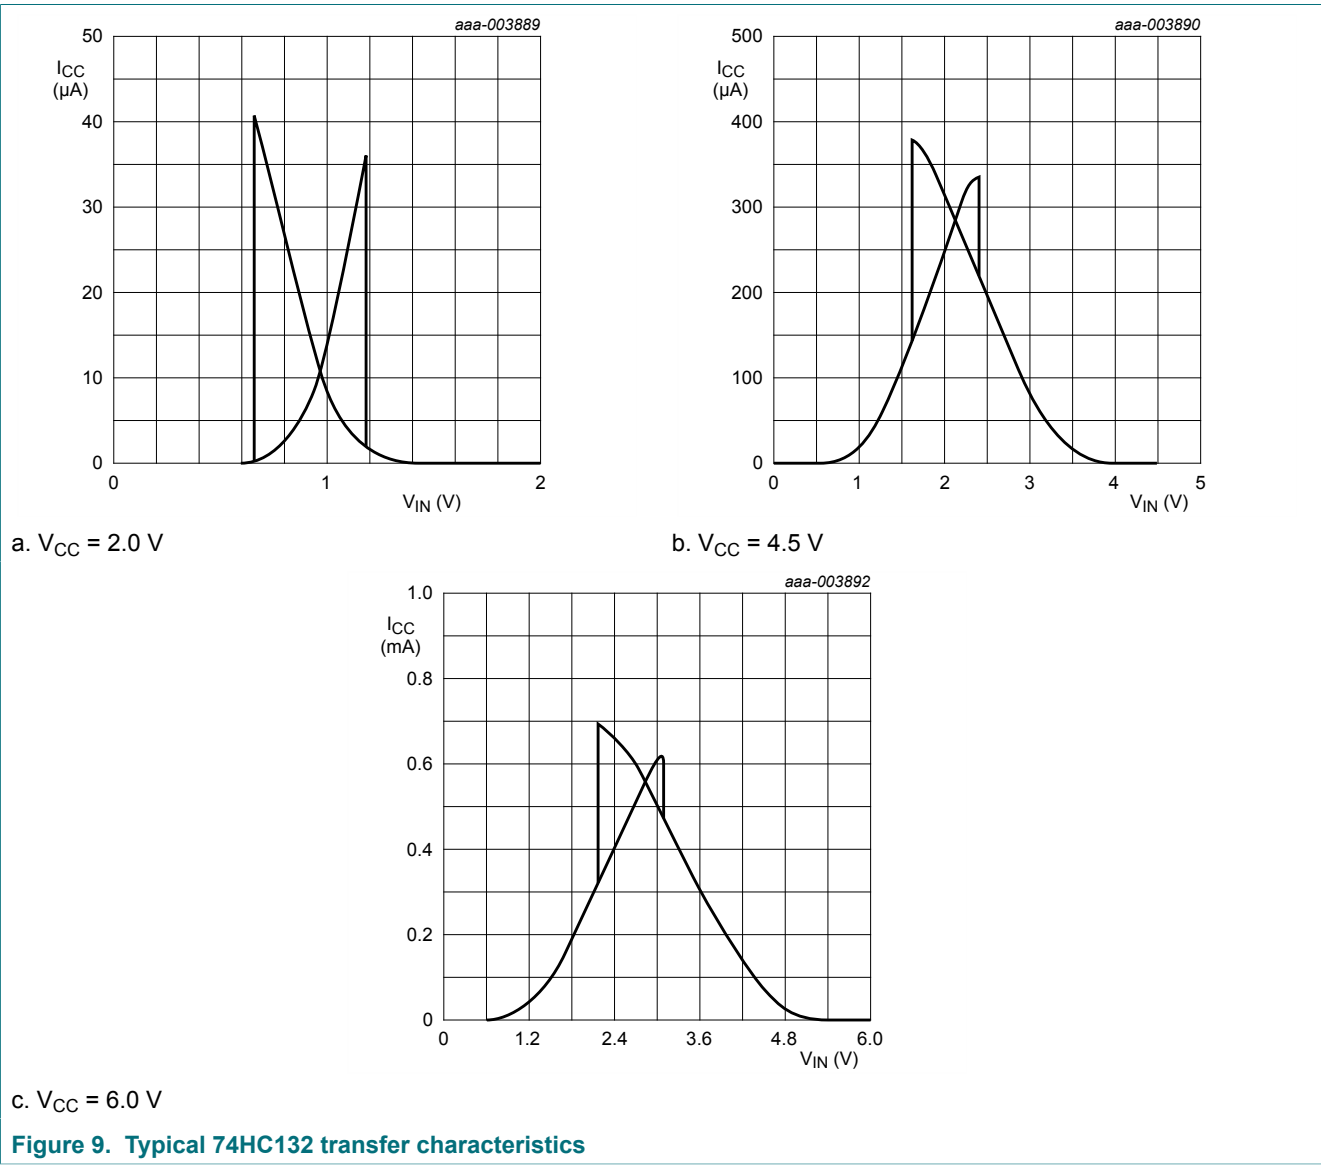 aaa-003889
50
40
30
20
10
0
ICC
(μA)
0 1 2
VIN (V)
a. VCC = 2.0 V
aaa-003890
500
400
300
200
100
0
ICC
(μA)
0 1 2 3 4 5
VIN (V)
b. VCC = 4.5 V
aaa-003892
1.0
0.8
0.6
0.4
0.2
0
ICC
(mA)
0 1.2 2.4 3.6 4.8 6.0
VIN (V)
c. VCC = 6.0 V
Figure 9. Typical 74HC132 transfer characteristics